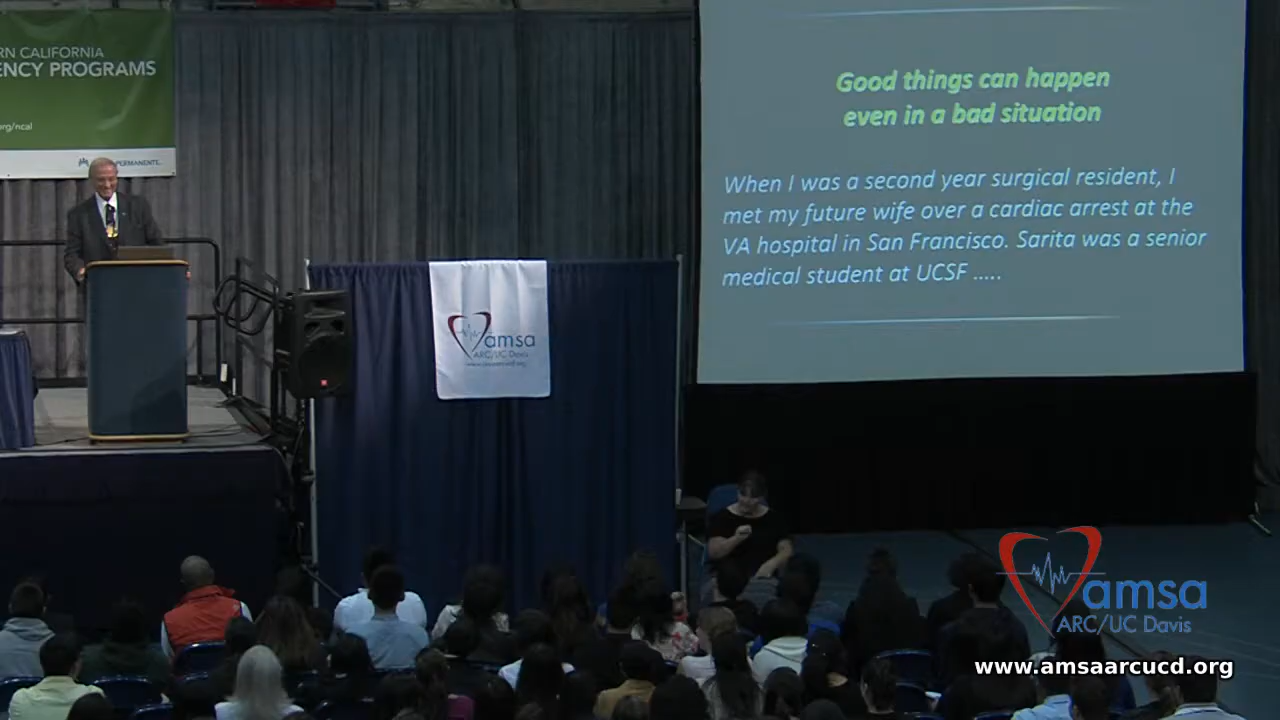 RN CALIFORNIA
ENCY PROGRAMS
org/ncal
PERMANENTE
Good things can happen
even in a bad situation
When I was a second year surgical resident, I
met my future wife over a cardiac arrest at the
VA hospital in San Francisco. Sarita was a senior
medical student at UCSF .....
amsa
ARC/UC Davis
amsa
ARC/UC Davis
www.amsaarcucd.org